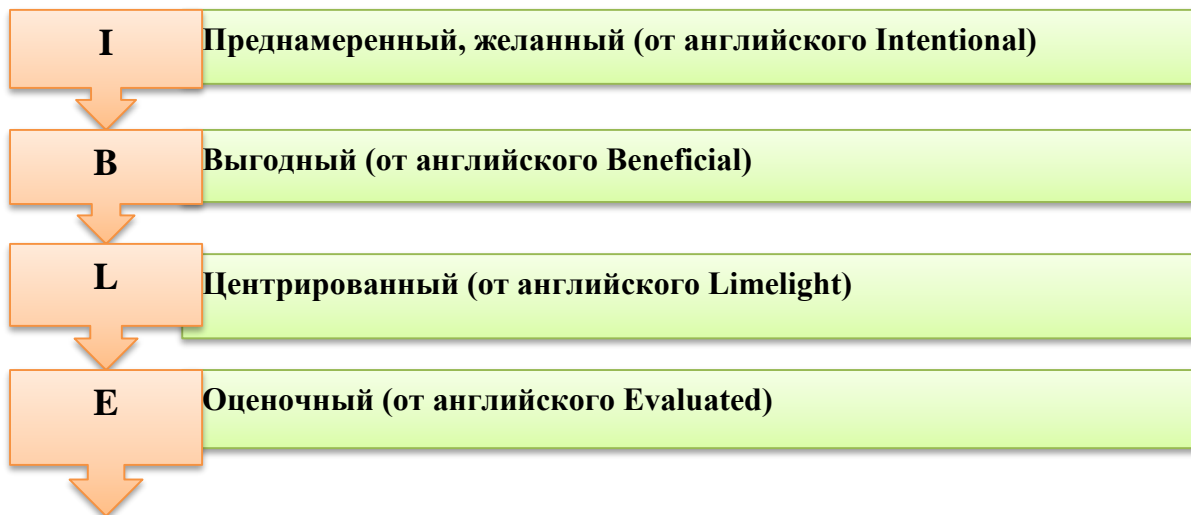 I
Преднамеренный, желанный (от английского Intentional)
B
Выгодный (от английского Beneficial)
L
Центрированный (от английского Limelight)
E
Оценочный (от английского Evaluated)